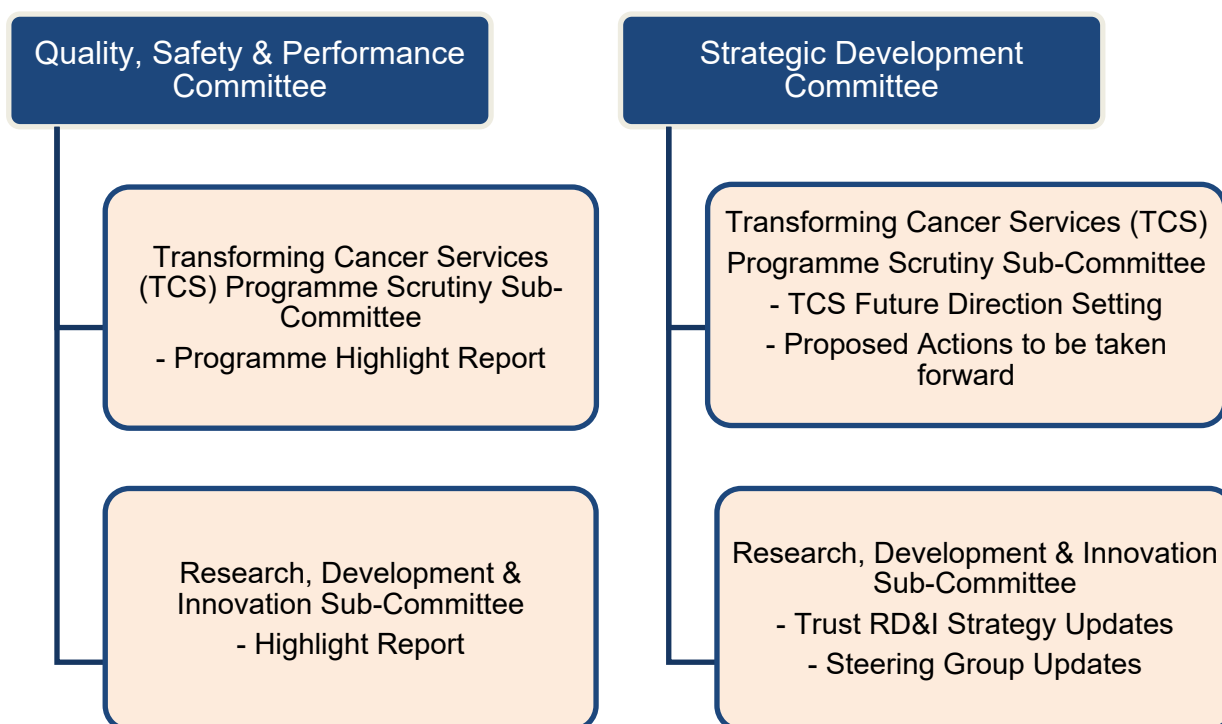 Quality, Safety & Performance
Committee
Transforming Cancer Services
(TCS) Programme Scrutiny Sub-
Committee
- Programme Highlight Report
Research, Development &
Innovation Sub-Committee
- Highlight Report
Strategic Development
Committee
Transforming Cancer Services (TCS)
Programme Scrutiny Sub-Committee
- TCS Future Direction Setting
- Proposed Actions to be taken
forward
Research, Development & Innovation
Sub-Committee
- Trust RD&I Strategy Updates
- Steering Group Updates